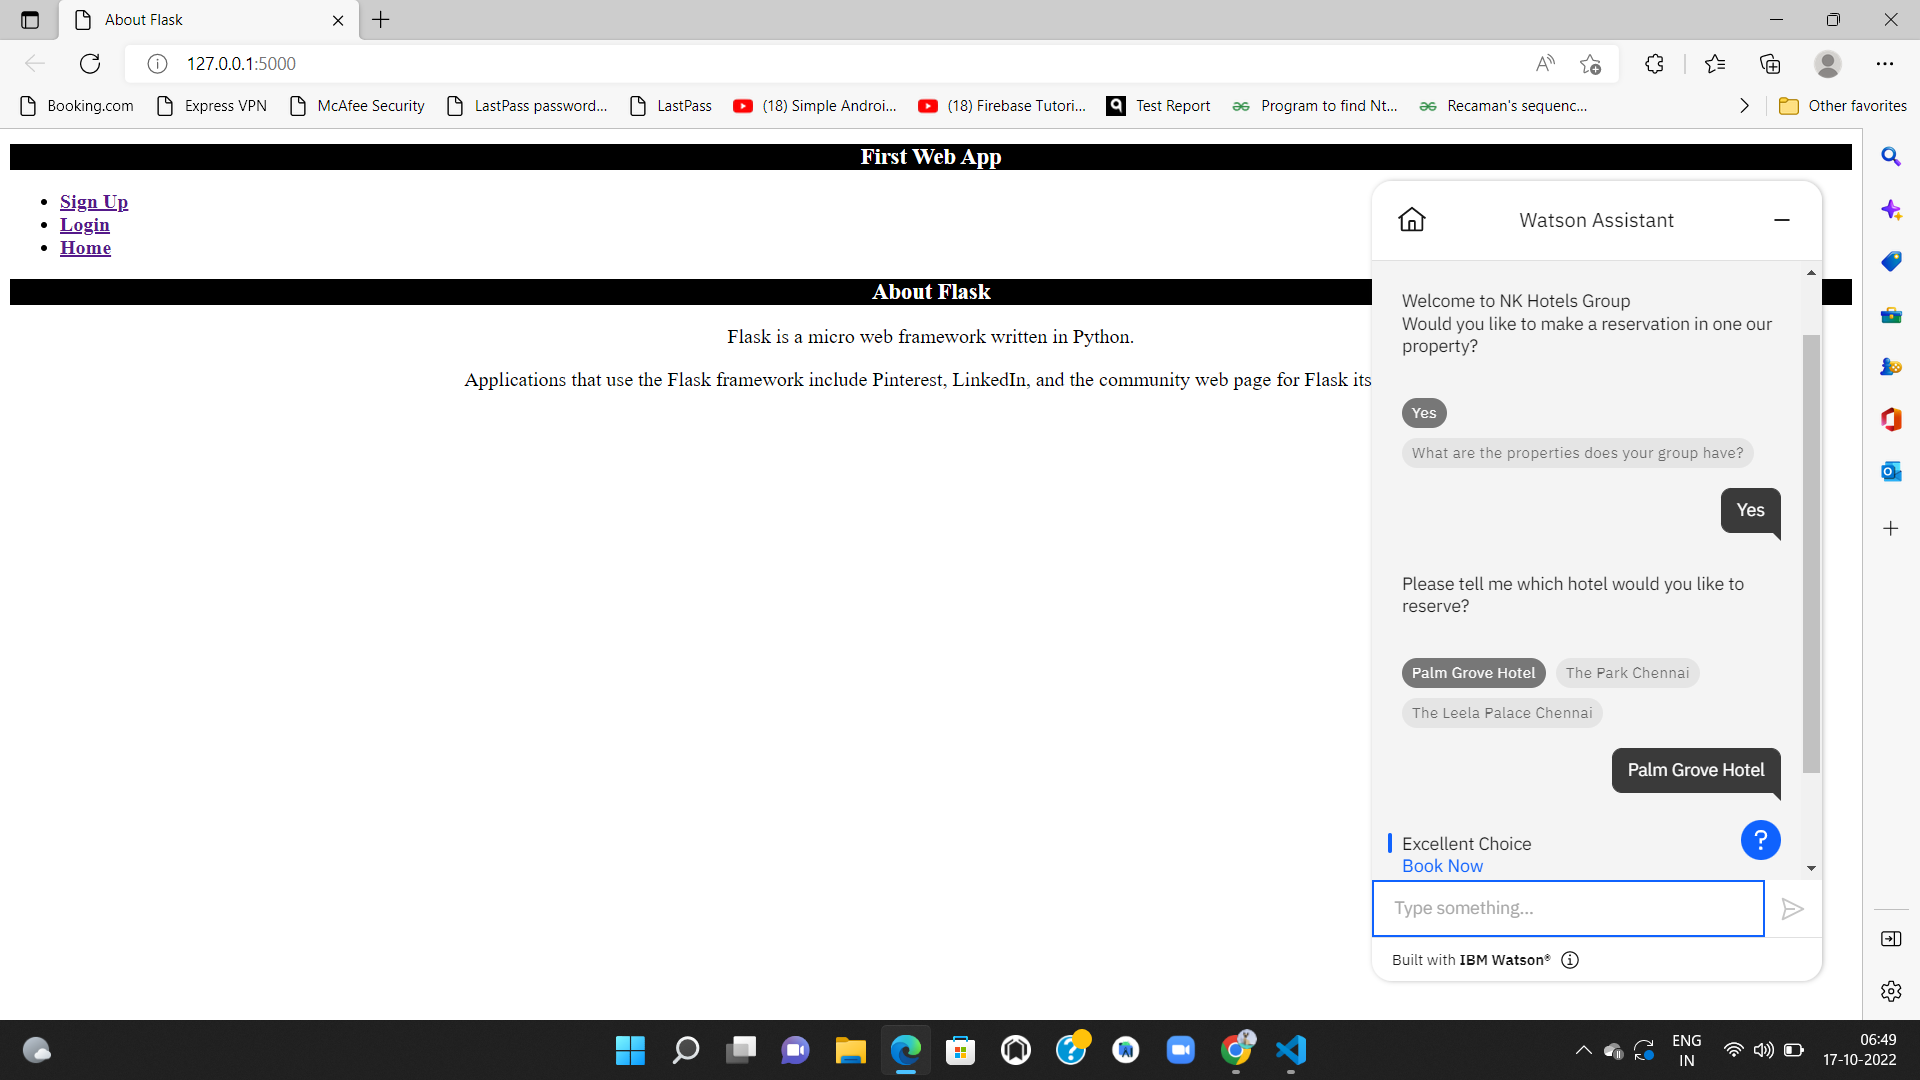 About Flask
127.0.0.1:5000
Booking.com
Express VPN
McAfee Security
LastPass password...
LastPass
(18) Simple Androi...
(18) Firebase Tutori...
Test Report
Program to find Nt...
Recaman's sequenc...
Other favorites
First Web App
Sign Up
Login
Home
About Flask
Flask is a micro web framework written in Python.
Applications that use the Flask framework include Pinterest, LinkedIn, and the community web page for Flask its
Watson Assistant
Welcome to NK Hotels Group
Would you like to make a reservation in one our
property?
Yes
What are the properties does your group have?
Yes
Please tell me which hotel would you like to
reserve?
Palm Grove Hotel
The Park Chennai
The Leela Palace Chennai
Palm Grove Hotel
Excellent Choice
Book Now
Type something...
Built with IBM Watson®
ENG
IN
06:49
17-10-2022